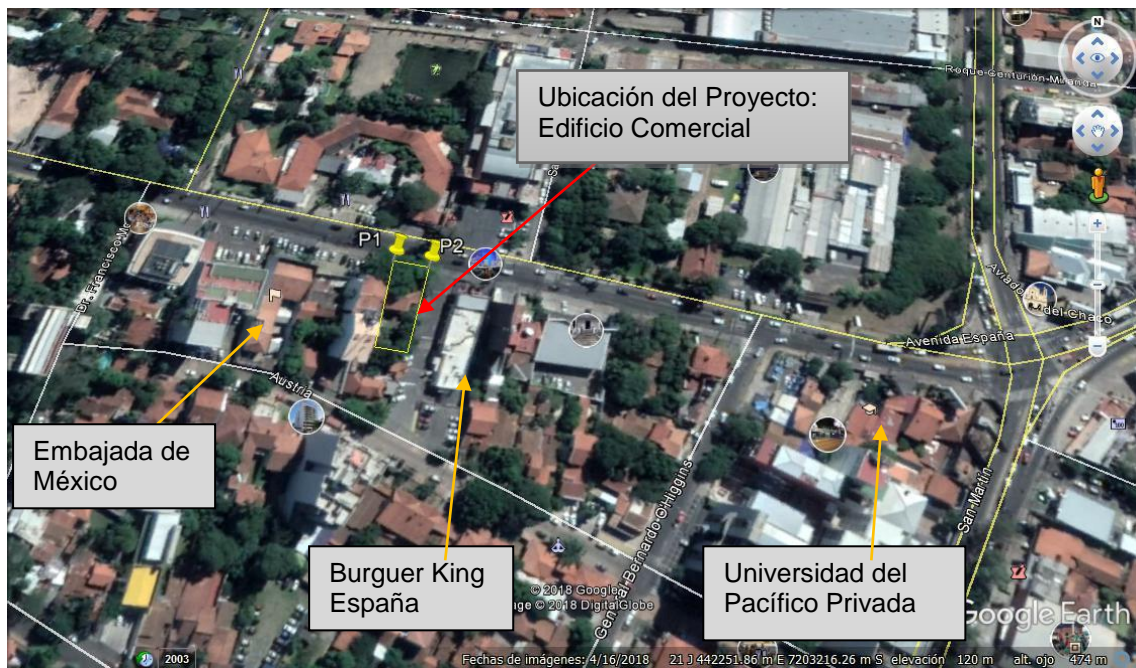 N
Roque Centurión Miranda
Ubicación del Proyecto:
Edificio Comercial
P1
P2
Dr. Francisco
Aviado
del Chaco
Avenida España
Austria
Embajada de
México
San Martín
General Bernardo O'Higgins
Burguer King
España
Universidad del
Pacífico Privada
© 2018 Google
ge © 2018 DigitalGlobe
Google Earth
2003
Fechas de imágenes: 4/16/2018 21 J 442251.86 m E 7203216.26 m S elevación 120 m alt. ojo 474 m